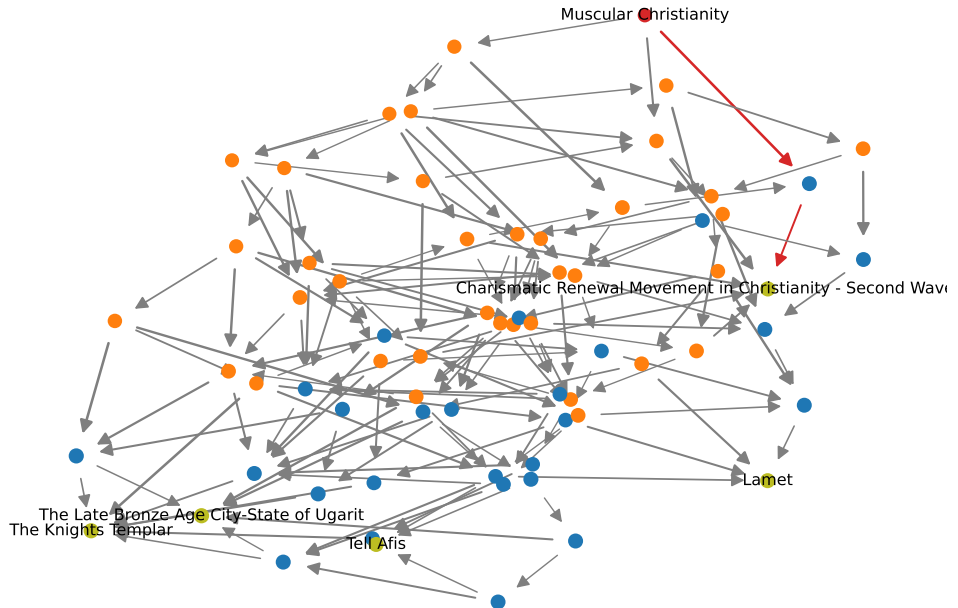 Muscular Christianity
Charismatic Renewal Movement in Christianity - Second Wave
Lamet
The Late Bronze Age City-State of Ugarit
The Knights Templar
Tell Afis